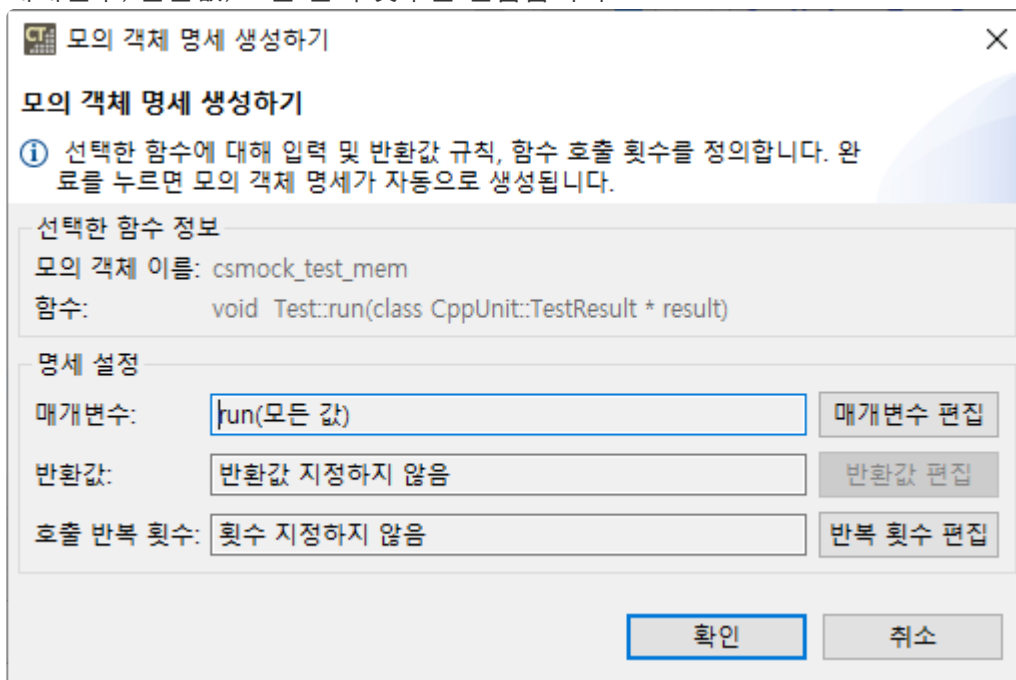 CT 모의 객체 명세 생성하기
모의 객체 명세 생성하기
선택한 함수에 대해 입력 및 반환값 규칙, 함수 호출 횟수를 정의합니다. 완
료를 누르면 모의 객체 명세가 자동으로 생성됩니다.
선택한 함수 정보
모의 객체 이름: csmock_test_mem
함수: void Test::run(class CppUnit::TestResult * result)
명세 설정
매개변수: run(모든 값) 매개변수 편집
반환값: 반환값 지정하지 않음 반환값 편집
호출 반복 횟수: 횟수 지정하지 않음 반복 횟수 편집
확인 취소